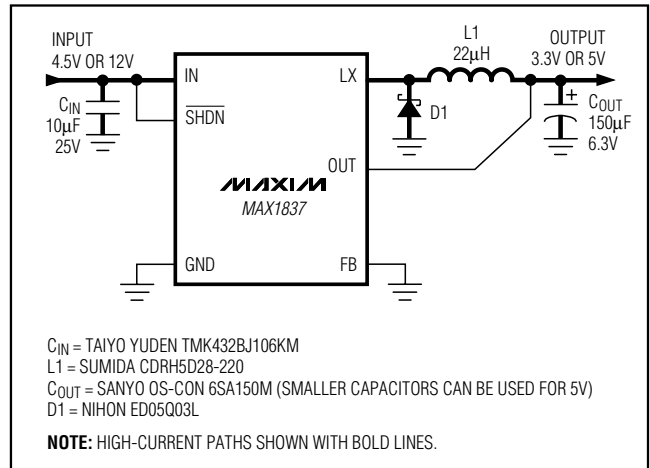 INPUT
4.5V OR 12V
CIN
10µF
25V
IN
SHDN
GND
MAXIM
MAX1837
LX
OUT
FB
L1
22µH
D1
OUTPUT
3.3V OR 5V
+
COUT
150µF
6.3V
CIN = TAIYO YUDEN TMK432BJ106KM
L1 = SUMIDA CDRH5D28-220
COUT = SANYO OS-CON 6SA150M (SMALLER CAPACITORS CAN BE USED FOR 5V)
D1 = NIHON ED05Q03L
NOTE: HIGH-CURRENT PATHS SHOWN WITH BOLD LINES.